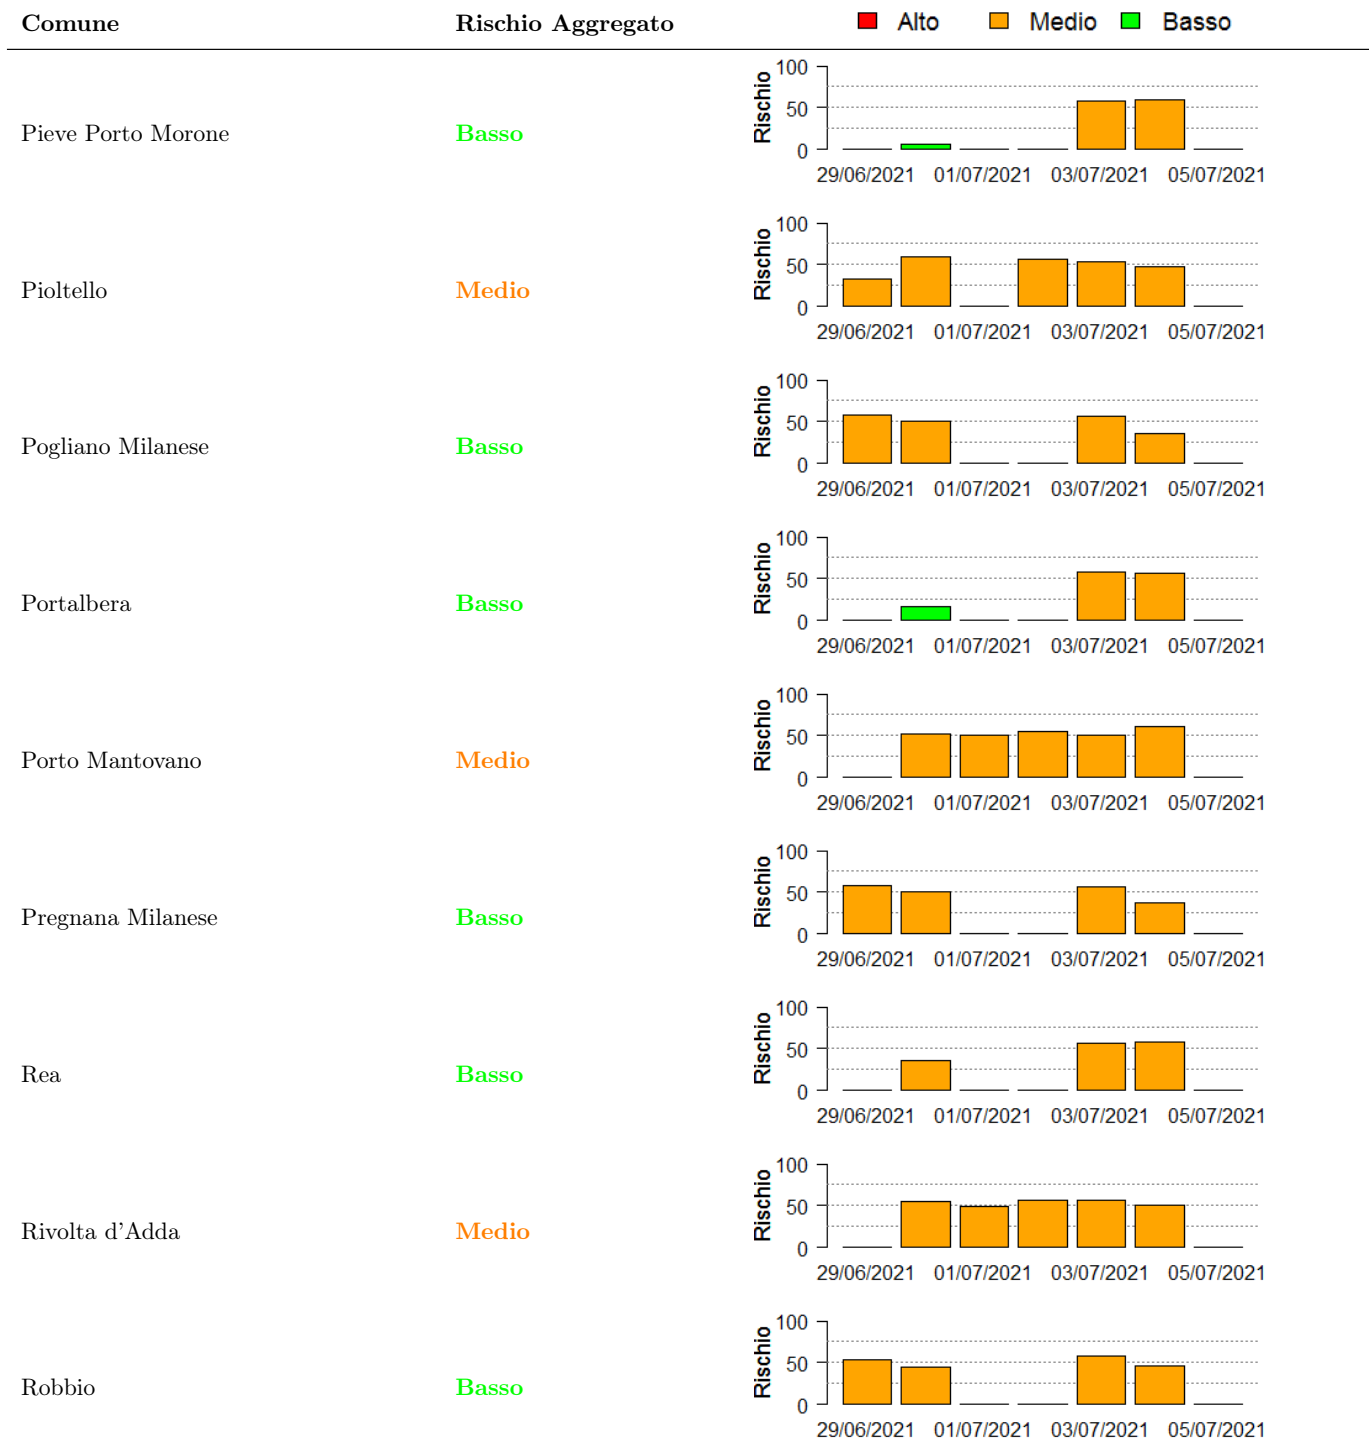 Comune Rischio Aggregato Alto Medio Basso
Pieve Porto Morone Basso
Rischio
100
50
0
29/06/2021 01/07/2021 03/07/2021 05/07/2021
Pioltello Medio
Rischio
100
50
0
29/06/2021 01/07/2021 03/07/2021 05/07/2021
Pogliano Milanese Basso
Rischio
100
50
0
29/06/2021 01/07/2021 03/07/2021 05/07/2021
Portalbera Basso
Rischio
100
50
0
29/06/2021 01/07/2021 03/07/2021 05/07/2021
Porto Mantovano Medio
Rischio
100
50
0
29/06/2021 01/07/2021 03/07/2021 05/07/2021
Pregnana Milanese Basso
Rischio
100
50
0
29/06/2021 01/07/2021 03/07/2021 05/07/2021
Rea Basso
Rischio
100
50
0
29/06/2021 01/07/2021 03/07/2021 05/07/2021
Rivolta d'Adda Medio
Rischio
100
50
0
29/06/2021 01/07/2021 03/07/2021 05/07/2021
Robbio Basso
Rischio
100
50
0
29/06/2021 01/07/2021 03/07/2021 05/07/2021